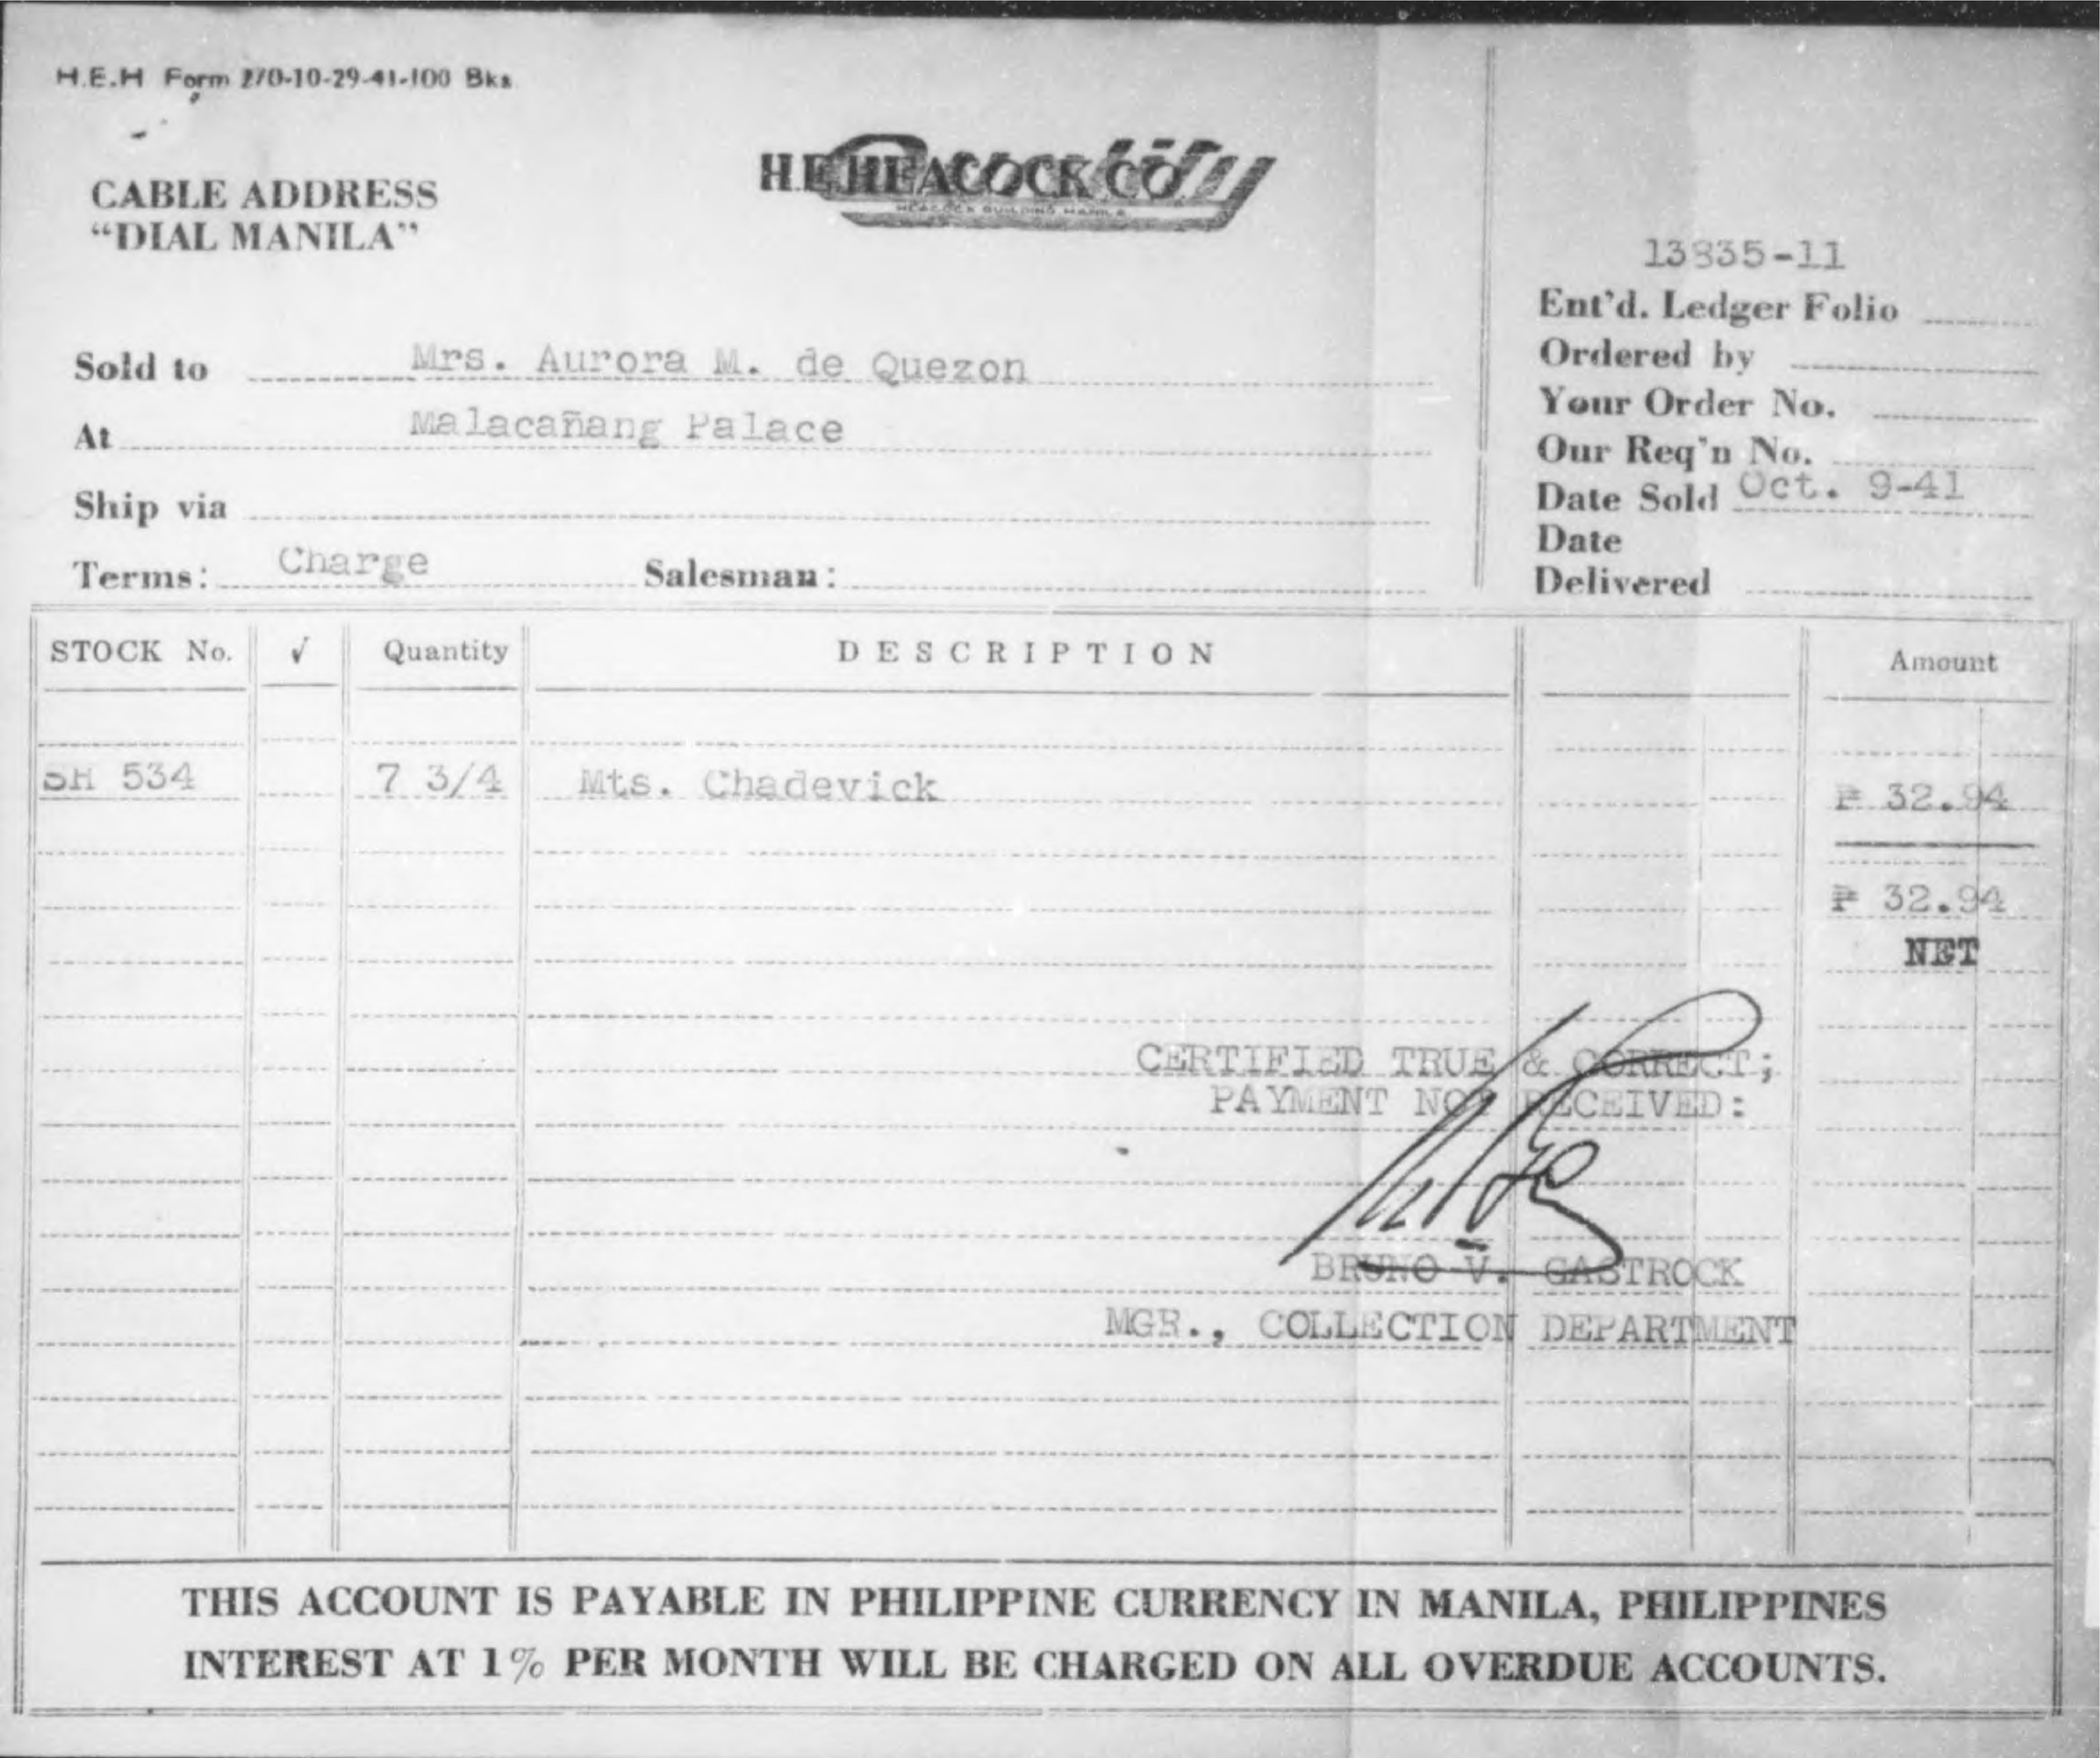 H.E.H Form 270-10-29-41-100 Bks
CABLE ADDRESS
“DIAL MANILA”
H.E. HEACOCK CO.
HEACOCK BUILDING, MANILA
13835-11
Ent’d. Ledger Folio
Ordered by
Your Order No.
Our Req’n No.
Date Sold Oct. 9-41
Date
Delivered
Sold to Mrs. Aurora M. de Quezon
At Malacañang Palace
Ship via
Terms: Charge Salesman:
STOCK No. ✓ Quantity DESCRIPTION Amount
SH 534 7 3/4 Mts. Chadevick ₱ 32.94
₱ 32.94
NET
CERTIFIED TRUE & CORRECT;
PAYMENT NOT RECEIVED:
BRUNO V. GASTROCK
MGR., COLLECTION DEPARTMENT
THIS ACCOUNT IS PAYABLE IN PHILIPPINE CURRENCY IN MANILA, PHILIPPINES
INTEREST AT 1% PER MONTH WILL BE CHARGED ON ALL OVERDUE ACCOUNTS.